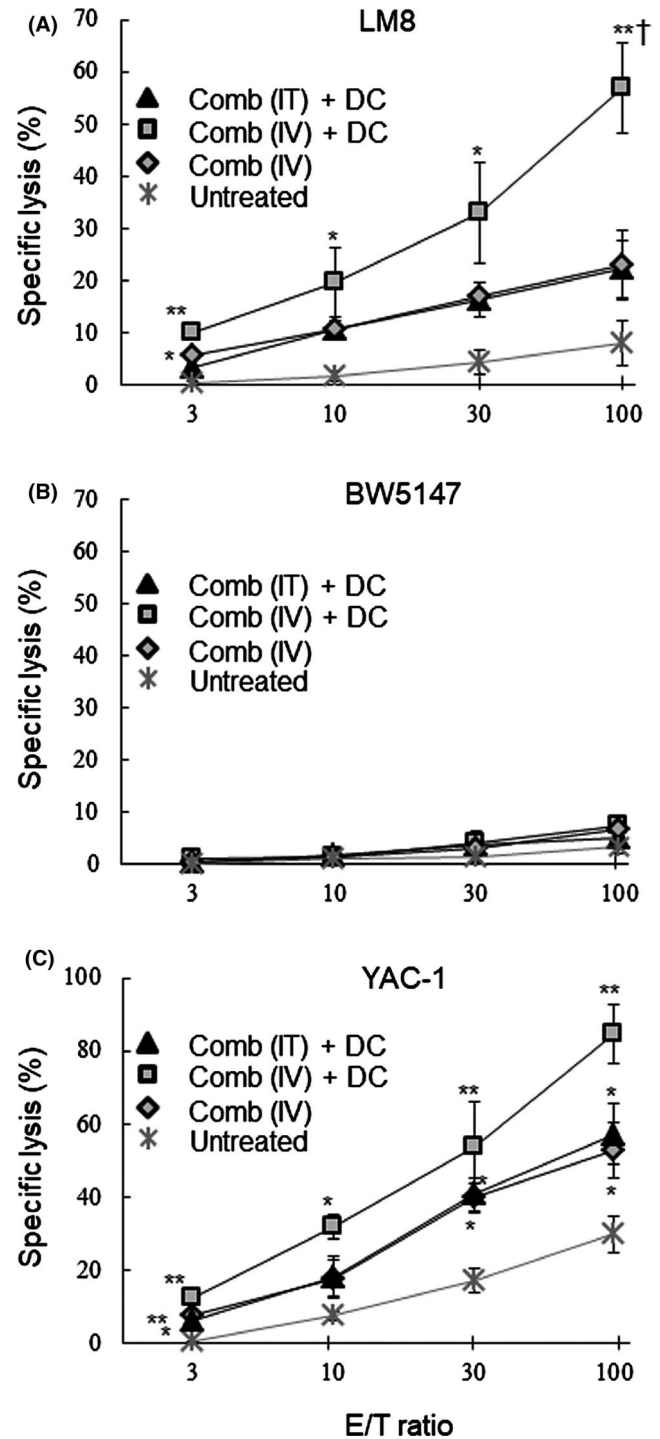 (A) LM8
70
60
50
40
30
20
10
0
Specific lysis (%)
Comb (IT) + DC
Comb (IV) + DC
Comb (IV)
Untreated
**†
*
*
**
*
3 10 30 100
(B) BW5147
70
60
50
40
30
20
10
0
Specific lysis (%)
Comb (IT) + DC
Comb (IV) + DC
Comb (IV)
Untreated
3 10 30 100
(C) YAC-1
100
80
60
40
20
0
Specific lysis (%)
Comb (IT) + DC
Comb (IV) + DC
Comb (IV)
Untreated
**
**
*
*
*
*
*
**
**
*
3 10 30 100
E/T ratio